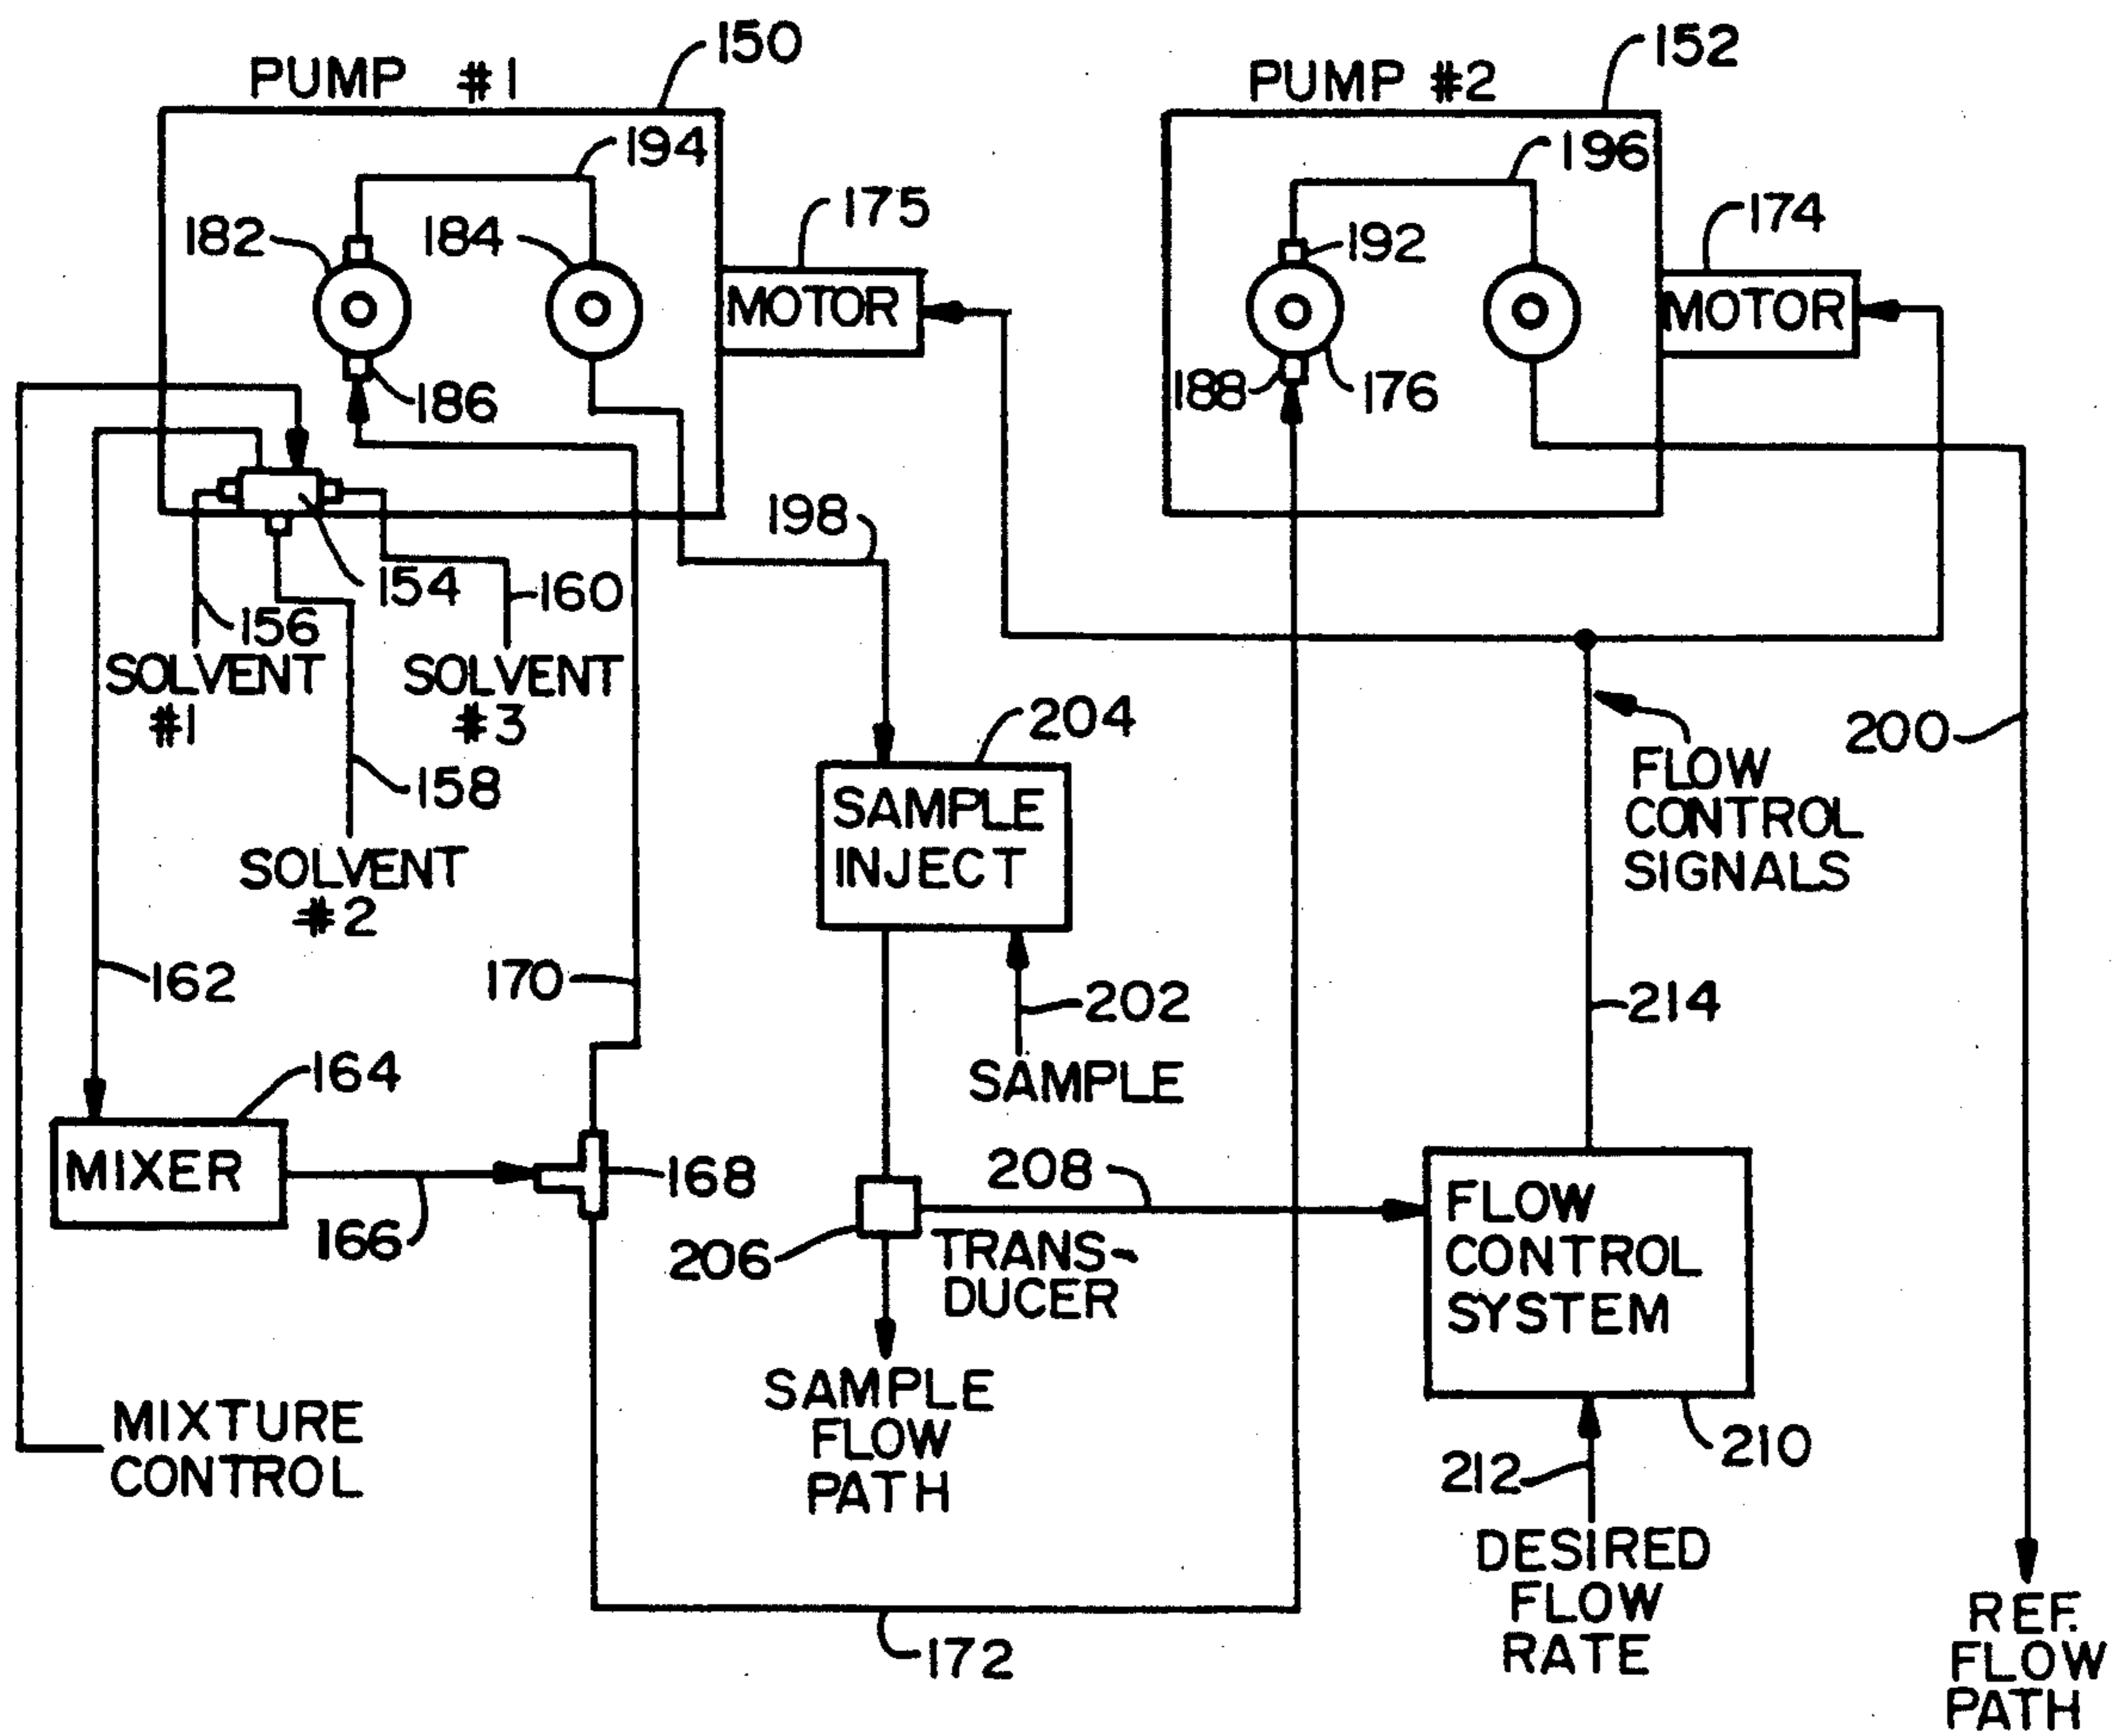 150
PUMP #1
152
PUMP #2
194
196
175
174
182
184
192
MOTOR
MOTOR
186
188
176
198
154
160
156
SOLVENT
#1
SOLVENT
#3
158
SOLVENT
#2
204
SAMPLE
INJECT
200
FLOW
CONTROL
SIGNALS
162
170
202
SAMPLE
214
164
MIXER
168
166
208
206
TRANS-
DUCER
FLOW
CONTROL
SYSTEM
SAMPLE
FLOW
PATH
MIXTURE
CONTROL
210
212
DESIRED
FLOW
RATE
REF.
FLOW
PATH
172